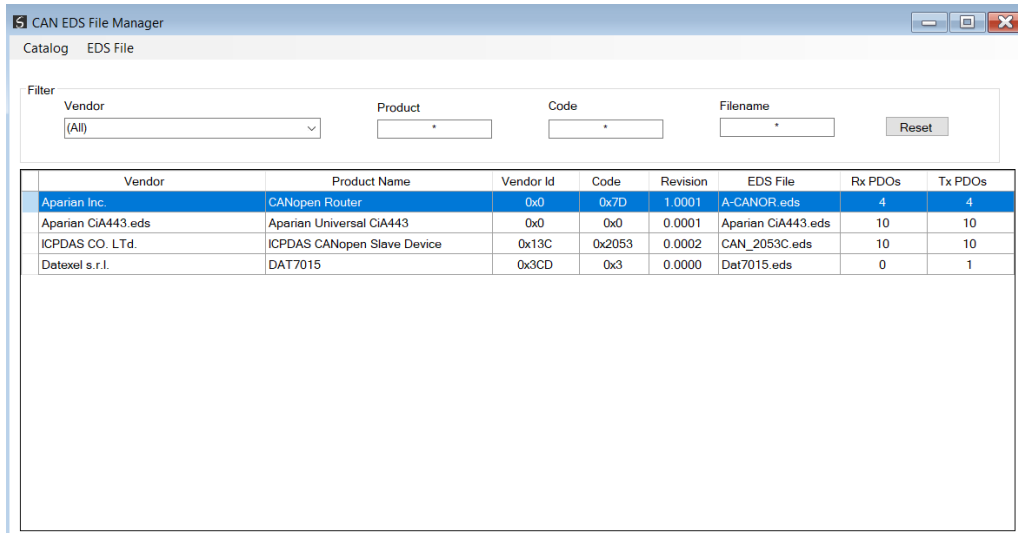 CAN EDS File Manager
Catalog EDS File
Filter
Vendor Product Code Filename
(All) * * * Reset
Vendor Product Name Vendor Id Code Revision EDS File Rx PDOs Tx PDOs
Aparian Inc. CANopen Router 0x0 0x7D 1.0001 A-CANOR.eds 4 4
Aparian CiA443.eds Aparian Universal CiA443 0x0 0x0 0.0001 Aparian CiA443.eds 10 10
ICPDAS CO. LTd. ICPDAS CANopen Slave Device 0x13C 0x2053 0.0002 CAN_2053C.eds 10 10
Datexel s.r.l. DAT7015 0x3CD 0x3 0.0000 Dat7015.eds 0 1